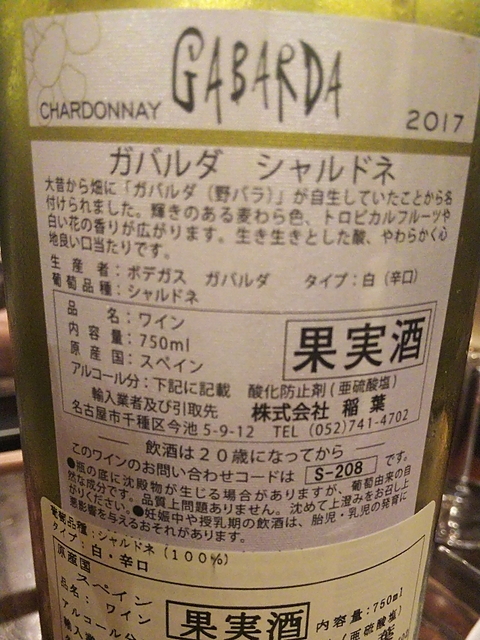 GABARDA
CHARDONNAY
2017
ガバルダ シャルドネ
大昔から畑に「ガバルダ(野バラ)」が自生していたことから名
付けられました。輝きのある麦わら色、トロピカルフルーツや
白い花の香りが広がります。生き生きとした酸、やわらかく心
地良い口当たりです。
生産者:ボデガス ガバルダ タイプ:白(辛口)
葡萄品種:シャルドネ
品名:ワイン
内容量:750ml
原産国:スペイン
果実酒
アルコール分:下記に記載 酸化防止剤(亜硫酸塩)
輸入業者及び引取先 株式会社 稲葉
名古屋市千種区今池5-9-12 TEL (052)741-4702
飲酒は20歳になってから
このワインのお問い合わせコードは S-208 です。
●瓶の底に沈殿物が生じる場合がありますが、葡萄由来の自
然な成分です。品質上問題ありません。沈めて上澄みをお召し上
がりください。●妊娠中や授乳期の飲酒は、胎児・乳児の発育に
悪影響を与えるおそれがあります。
葡萄品種:シャルドネ(100%)
タイプ:白・辛口
原産国 スペイン
品名: ワイン
果実酒
内容量:750ml
アルコール分
亜硫酸塩)